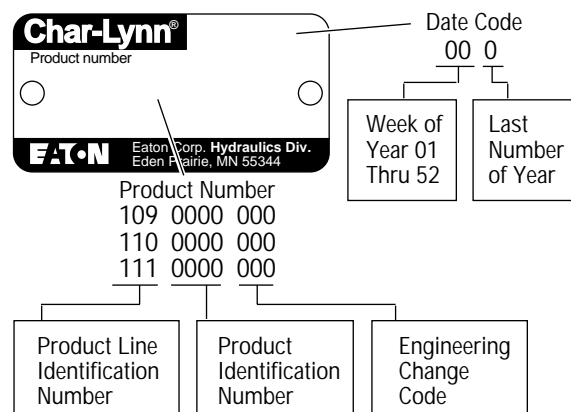 Char-Lynn®
Product number
Eaton Corp. Hydraulics Div.
EATON
Eden Prairie, MN 55344
Date Code
00 0
Week of
Year 01
Thru 52
Last
Number
of Year
Product Number
109 0000 000
110 0000 000
111 0000 000
Product Line
Identification
Number
Product
Identification
Number
Engineering
Change
Code